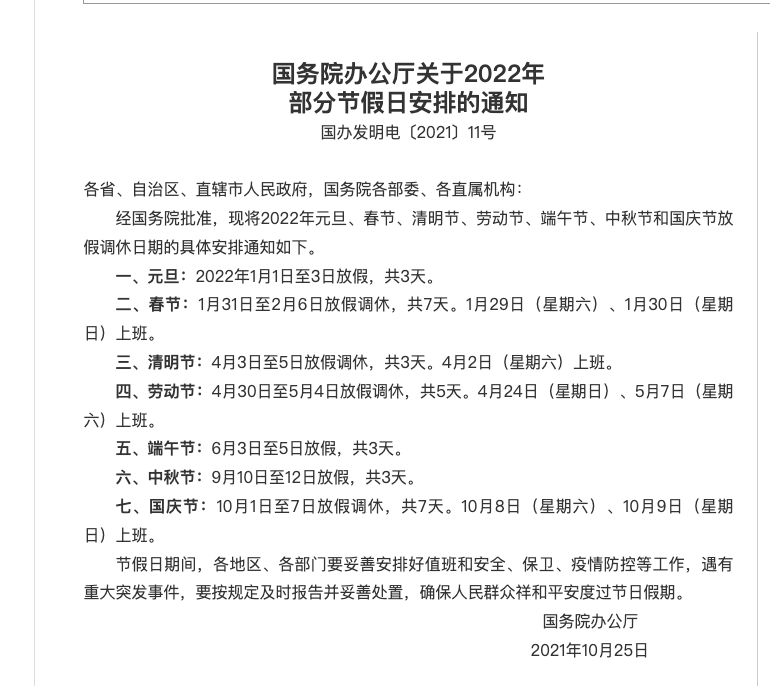 国务院办公厅关于2022年
部分节假日安排的通知
国办发明电〔2021〕11号
各省、自治区、直辖市人民政府，国务院各部委、各直属机构：
经国务院批准，现将2022年元旦、春节、清明节、劳动节、端午节、中秋节和国庆节放
假调休日期的具体安排通知如下。
一、元旦：2022年1月1日至3日放假，共3天。
二、春节：1月31日至2月6日放假调休，共7天。1月29日（星期六）、1月30日（星期
日）上班。
三、清明节：4月3日至5日放假调休，共3天。4月2日（星期六）上班。
四、劳动节：4月30日至5月4日放假调休，共5天。4月24日（星期日）、5月7日（星期
六）上班。
五、端午节：6月3日至5日放假，共3天。
六、中秋节：9月10日至12日放假，共3天。
七、国庆节：10月1日至7日放假调休，共7天。10月8日（星期六）、10月9日（星期
日）上班。
节假日期间，各地区、各部门要妥善安排好值班和安全、保卫、疫情防控等工作，遇有
重大突发事件，要按规定及时报告并妥善处置，确保人民群众祥和平安度过节日假期。
国务院办公厅
2021年10月25日